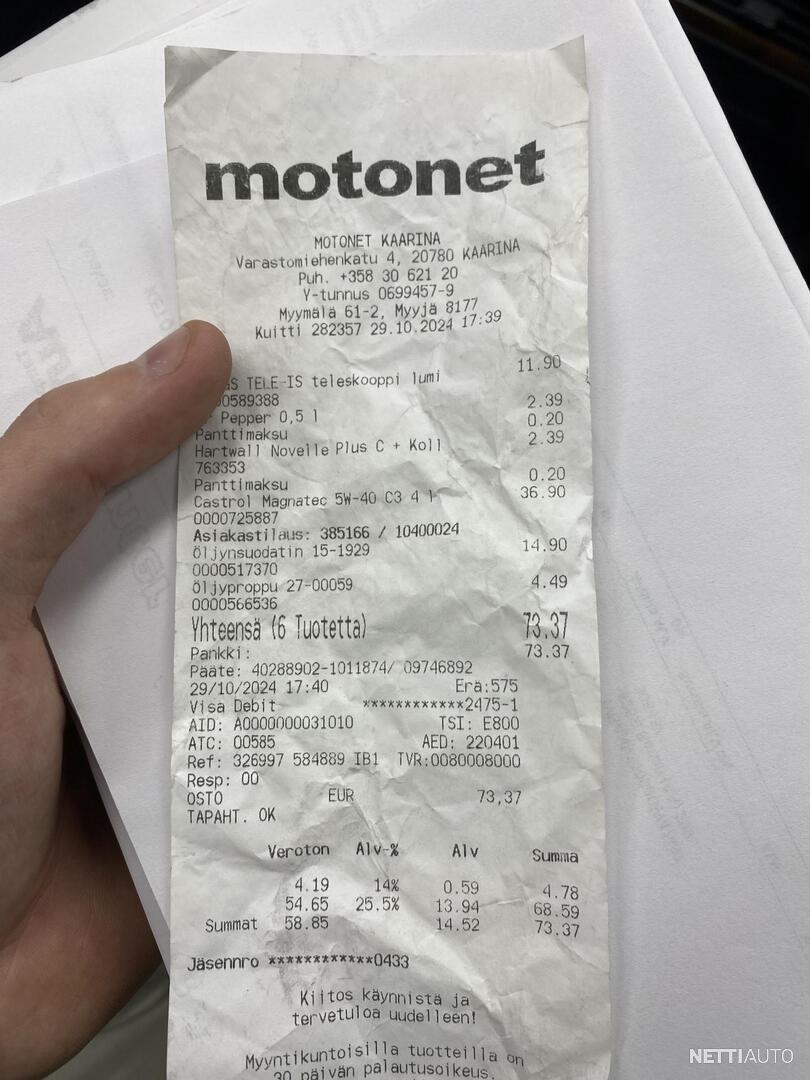 motonet
MOTONET KAARINA
Varastomiehenkatu 4, 20780 KAARINA
Puh. +358 30 621 20
Y-tunnus 0699457-9
Myymälä 61-2, Myyjä 8177
Kuitti 282357 29.10.2024 17:39
11.90
TELE-IS teleskooppi lumi
0589388
Pepper 0,5 l 2.39
Panttimaksu 0.20
Hartwall Novelle Plus C + Koll 2.39
763353
Panttimaksu 0.20
Castrol Magnatec 5W-40 C3 4 l 36.90
0000725887
Asiakastilaus: 385166 / 10400024
Öljynsuodatin 15-1929 14.90
0000517370
Öljyproppu 27-00059 4.49
0000566536
Yhteensä (6 Tuotetta) 73.37
Pankki: 73.37
Pääte: 40288902-1011874/ 09746892
29/10/2024 17:40 Erä:575
Visa Debit ************2475-1
AID: A0000000031010 TSI: E800
ATC: 00585 AED: 220401
Ref: 326997 584889 IB1 TVR:0080008000
Resp: 00
OSTO EUR 73,37
TAPAHT. OK
Veroton Alv-% Alv Summa
4.19 14% 0.59 4.78
54.65 25.5% 13.94 68.59
Summat 58.85 14.52 73.37
Jäsennro ************0433
Kiitos käynnistä ja
tervetuloa uudelleen!
Myyntikuntoisilla tuotteilla on
30 päivän palautusoikeus.
NETTIAUTO